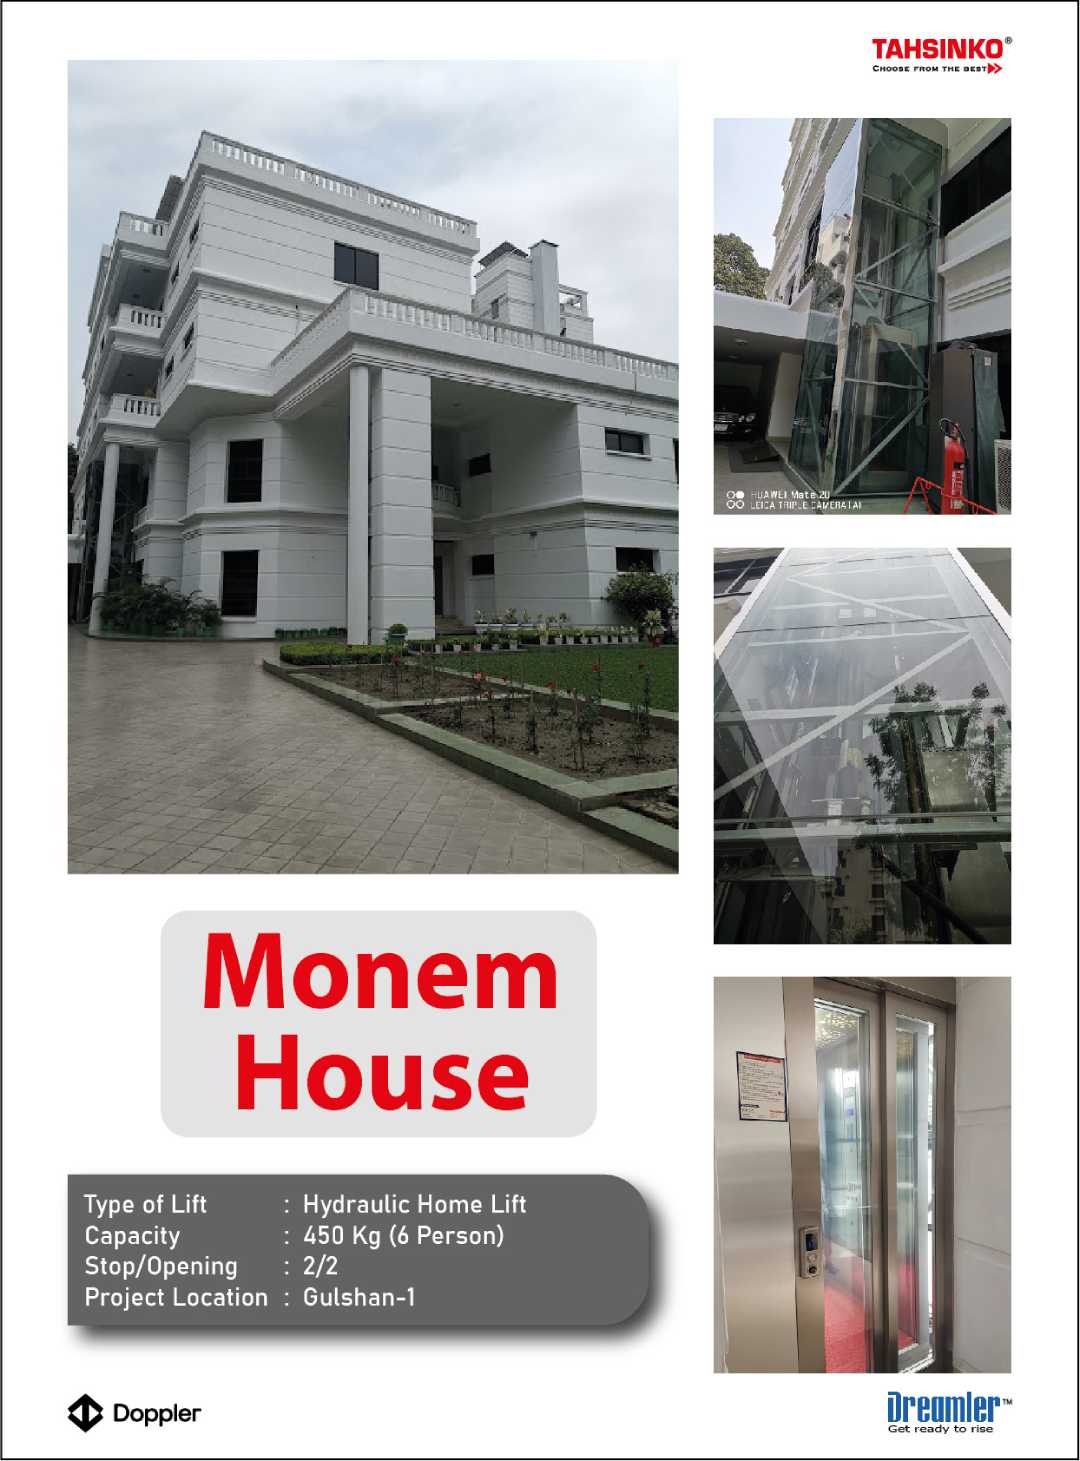 TAHSINKO®
CHOOSE FROM THE BEST
HUAWEI Mate 20
LEICA TRIPLE CAMERA | AI
Monem
House
Type of Lift : Hydraulic Home Lift
Capacity : 450 Kg (6 Person)
Stop/Opening : 2/2
Project Location : Gulshan-1
Doppler
Dreamler™
Get ready to rise